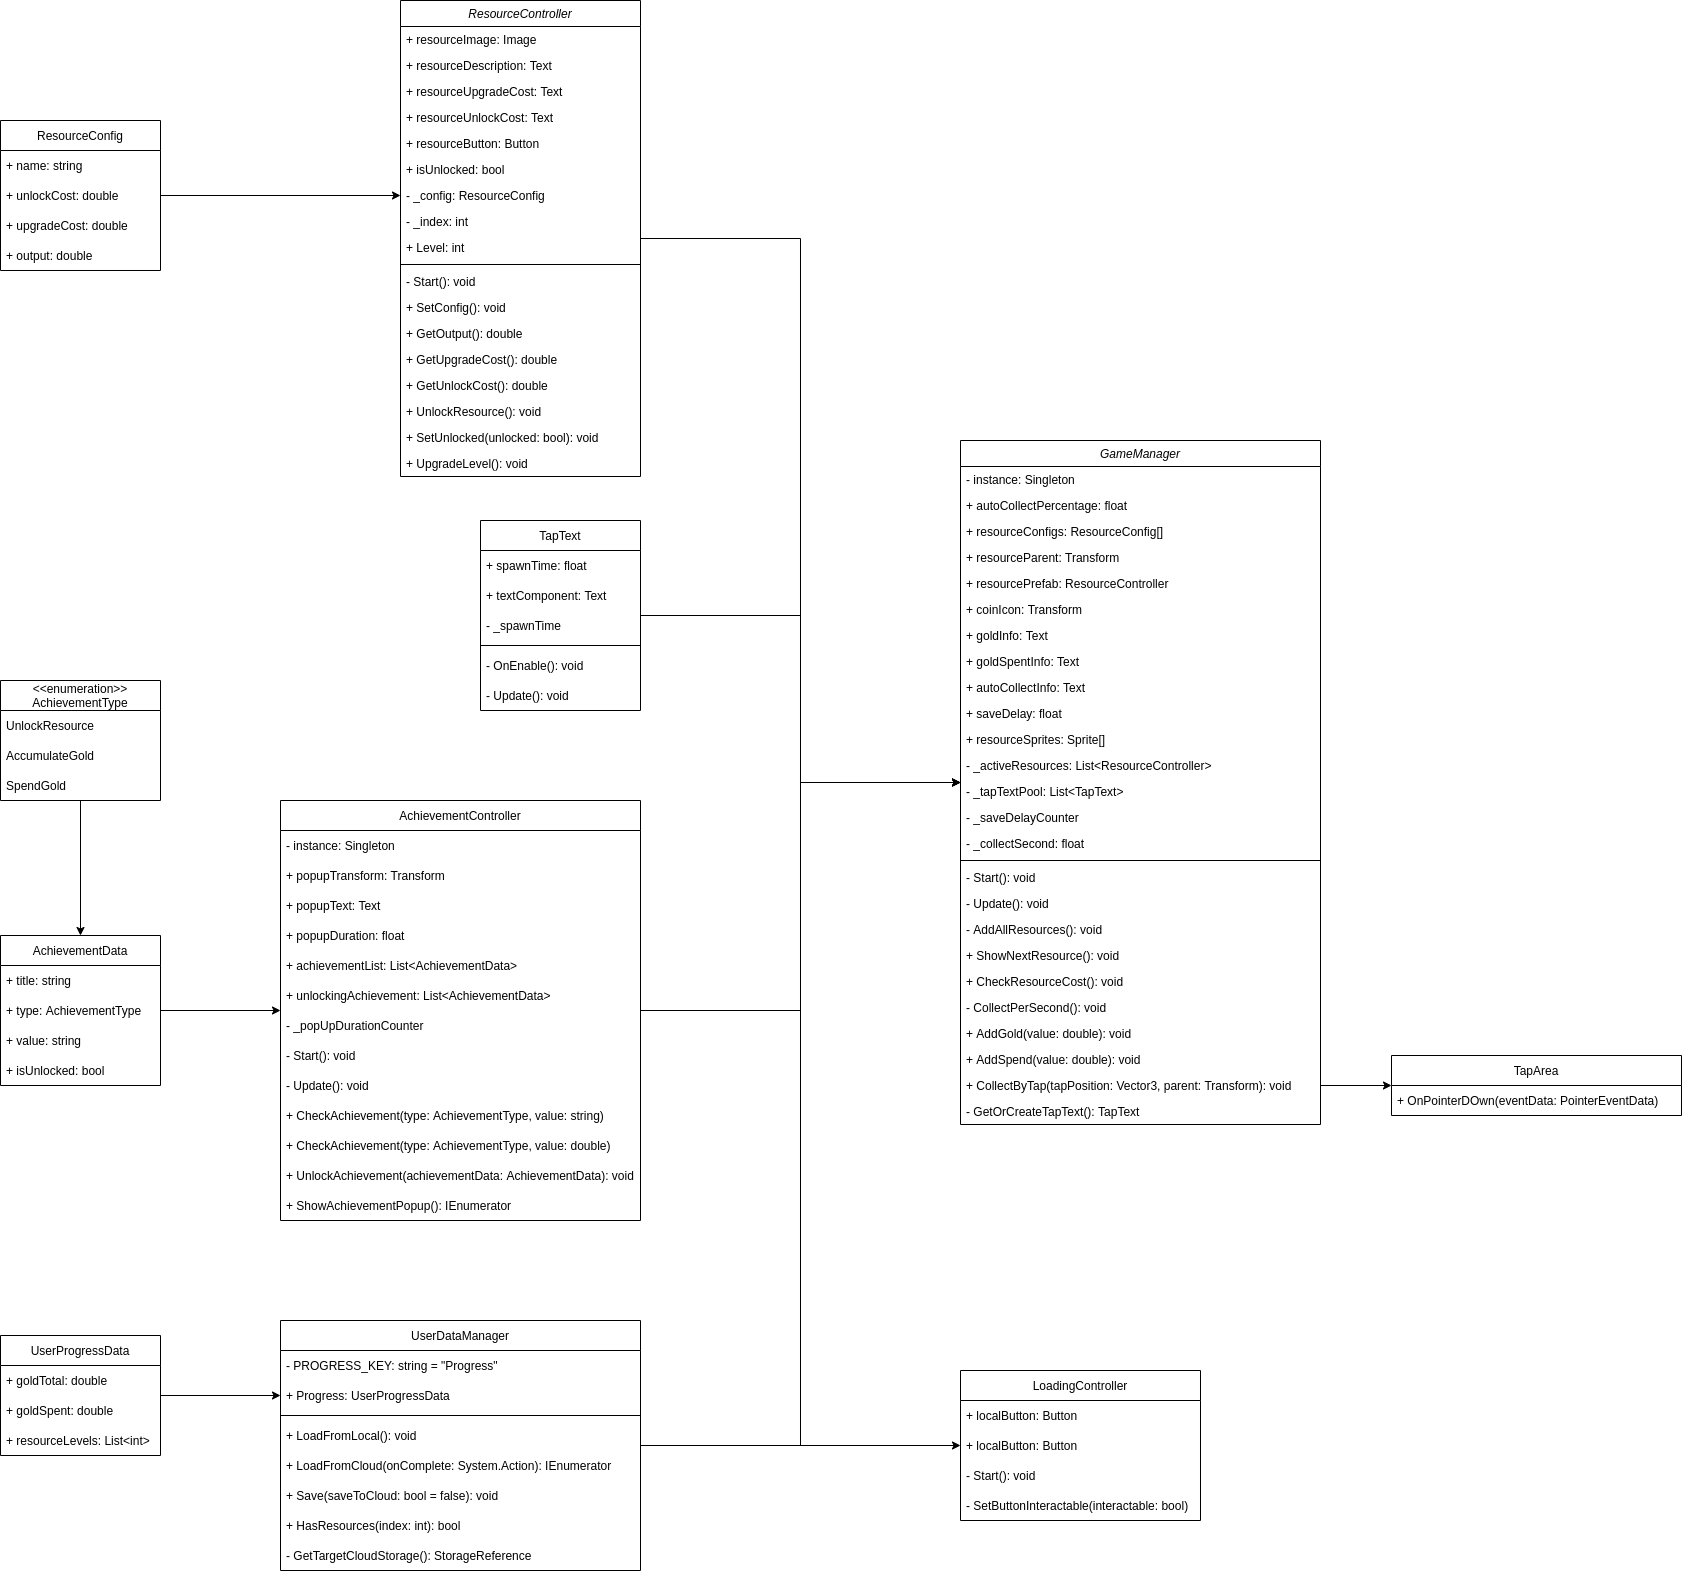 ResourceController
+ resourceImage: Image
+ resourceDescription: Text
+ resourceUpgradeCost: Text
+ resourceUnlockCost: Text
+ resourceButton: Button
+ isUnlocked: bool
- _config: ResourceConfig
- _index: int
+ Level: int
- Start(): void
+ SetConfig(): void
+ GetOutput(): double
+ GetUpgradeCost(): double
+ GetUnlockCost(): double
+ UnlockResource(): void
+ SetUnlocked(unlocked: bool): void
+ UpgradeLevel(): void
ResourceConfig
+ name: string
+ unlockCost: double
+ upgradeCost: double
+ output: double
TapText
+ spawnTime: float
+ textComponent: Text
- _spawnTime
- OnEnable(): void
- Update(): void
<<enumeration>>
AchievementType
UnlockResource
AccumulateGold
SpendGold
AchievementController
- instance: Singleton
+ popupTransform: Transform
+ popupText: Text
+ popupDuration: float
+ achievementList: List<AchievementData>
+ unlockingAchievement: List<AchievementData>
- _popUpDurationCounter
- Start(): void
- Update(): void
+ CheckAchievement(type: AchievementType, value: string)
+ CheckAchievement(type: AchievementType, value: double)
+ UnlockAchievement(achievementData: AchievementData): void
+ ShowAchievementPopup(): IEnumerator
AchievementData
+ title: string
+ type: AchievementType
+ value: string
+ isUnlocked: bool
GameManager
- instance: Singleton
+ autoCollectPercentage: float
+ resourceConfigs: ResourceConfig[]
+ resourceParent: Transform
+ resourcePrefab: ResourceController
+ coinIcon: Transform
+ goldInfo: Text
+ goldSpentInfo: Text
+ autoCollectInfo: Text
+ saveDelay: float
+ resourceSprites: Sprite[]
- _activeResources: List<ResourceController>
- _tapTextPool: List<TapText>
- _saveDelayCounter
- _collectSecond: float
- Start(): void
- Update(): void
- AddAllResources(): void
+ ShowNextResource(): void
+ CheckResourceCost(): void
- CollectPerSecond(): void
+ AddGold(value: double): void
+ AddSpend(value: double): void
+ CollectByTap(tapPosition: Vector3, parent: Transform): void
- GetOrCreateTapText(): TapText
TapArea
+ OnPointerDOwn(eventData: PointerEventData)
UserProgressData
+ goldTotal: double
+ goldSpent: double
+ resourceLevels: List<int>
UserDataManager
- PROGRESS_KEY: string = "Progress"
+ Progress: UserProgressData
+ LoadFromLocal(): void
+ LoadFromCloud(onComplete: System.Action): IEnumerator
+ Save(saveToCloud: bool = false): void
+ HasResources(index: int): bool
- GetTargetCloudStorage(): StorageReference
LoadingController
+ localButton: Button
+ localButton: Button
- Start(): void
- SetButtonInteractable(interactable: bool)